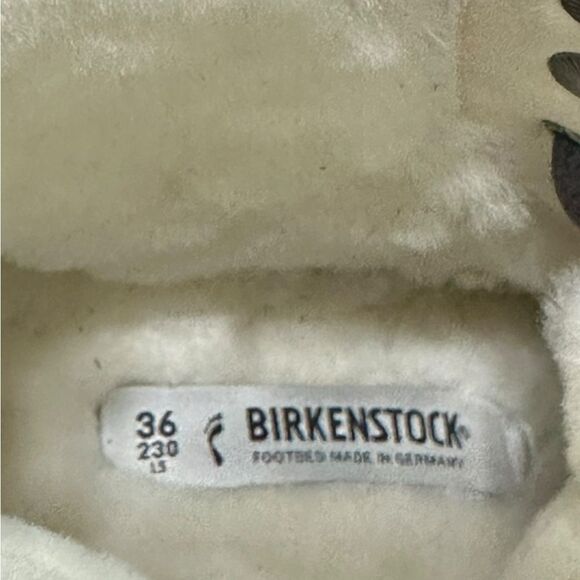 36
230
L5
BIRKENSTOCK®
FOOTBED MADE IN GERMANY